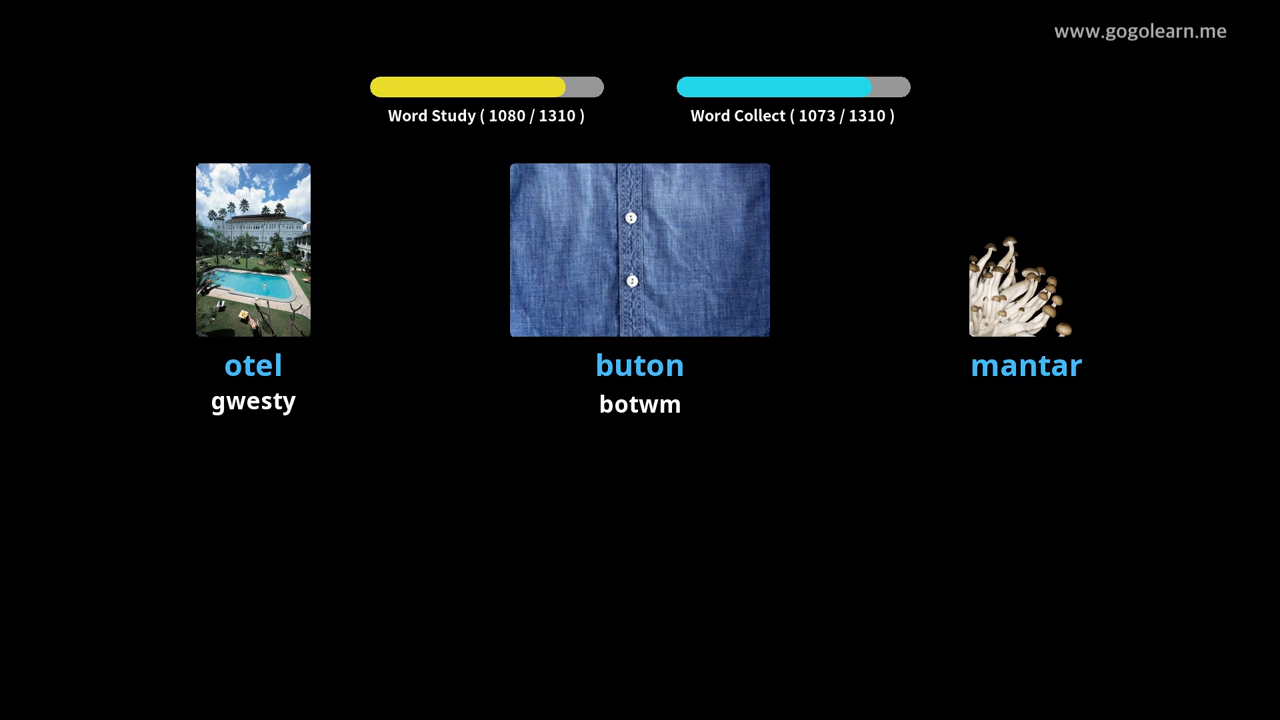 www.gogolearn.me
Word Study ( 1080 / 1310 )
Word Collect ( 1073 / 1310 )
otel
gwesty
buton
botwm
mantar